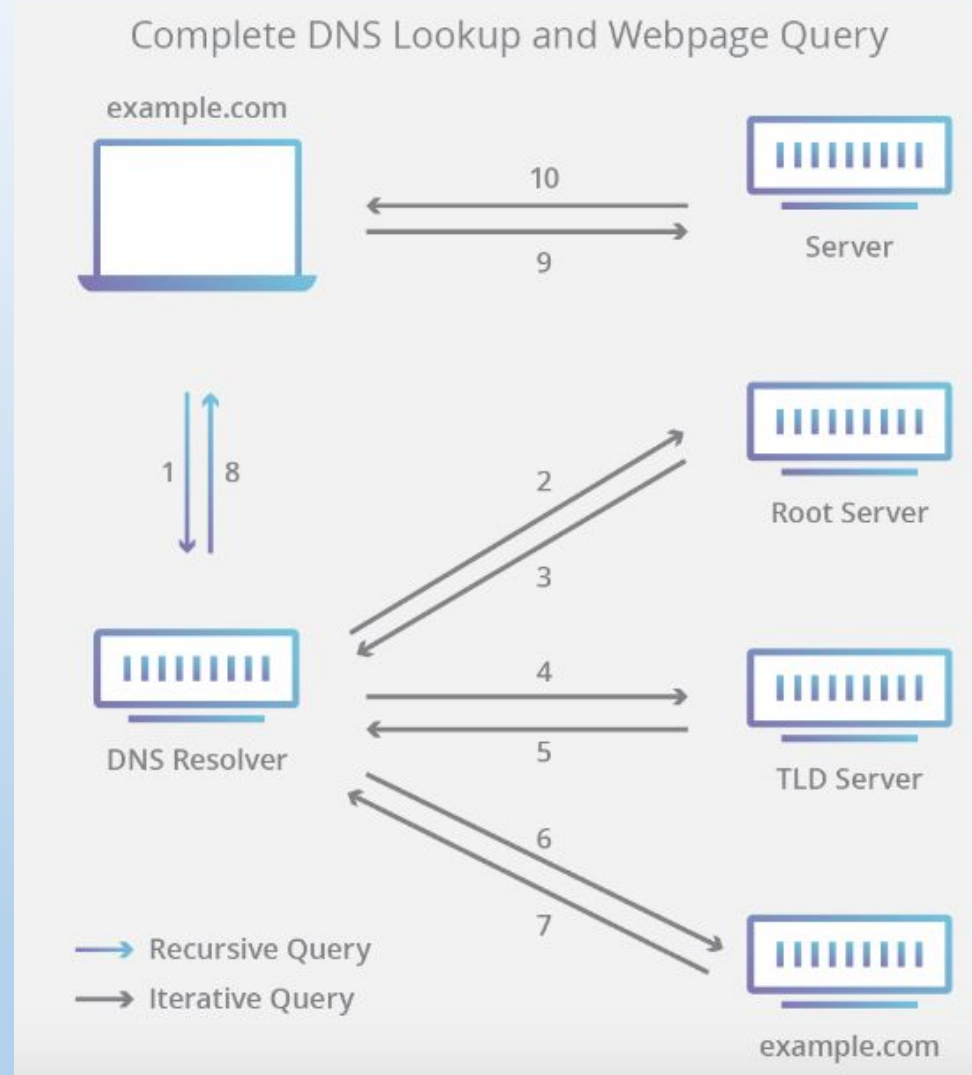 Complete DNS Lookup and Webpage Query
example.com
10
9
Server
1
8
2
3
Root Server
DNS Resolver
4
5
TLD Server
6
7
Recursive Query
Iterative Query
example.com